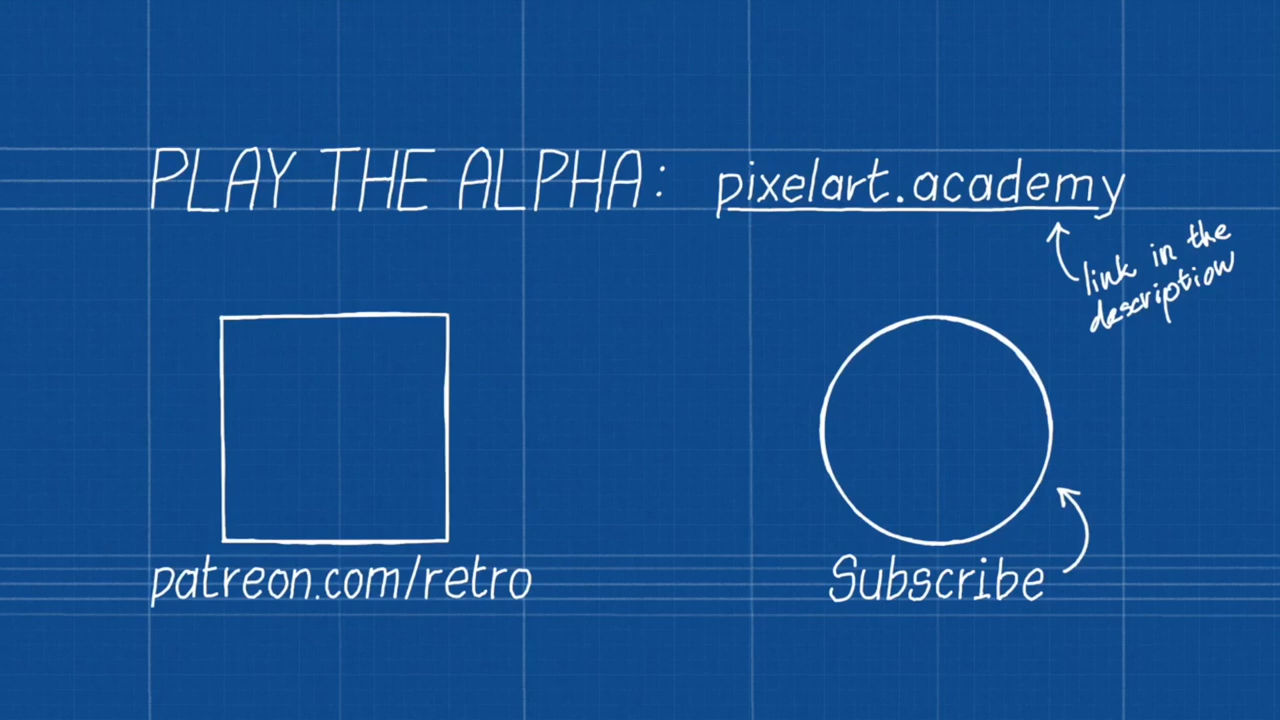 PLAY THE ALPHA: pixelart.academy
link in the
description
patreon.com/retro
Subscribe